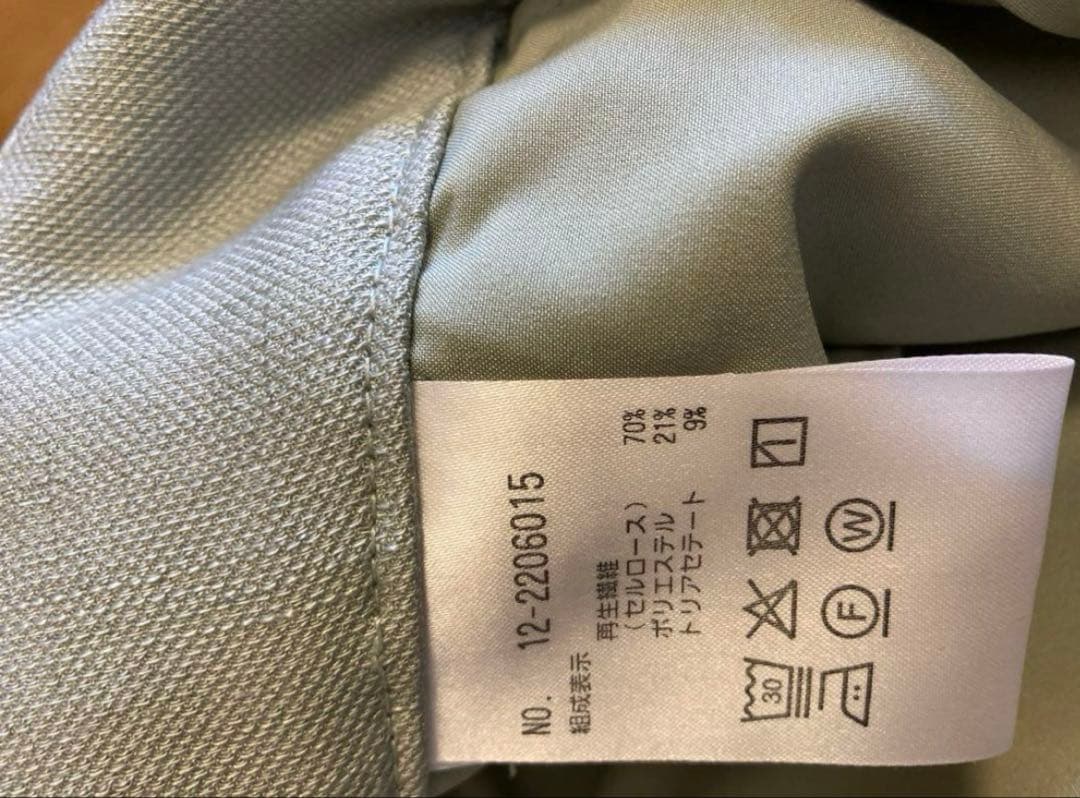 NO. 12-2206015
組成表示
再生繊維
(セルロース) 70%
ポリエステル 21%
トリアセテート 9%
30
W
F